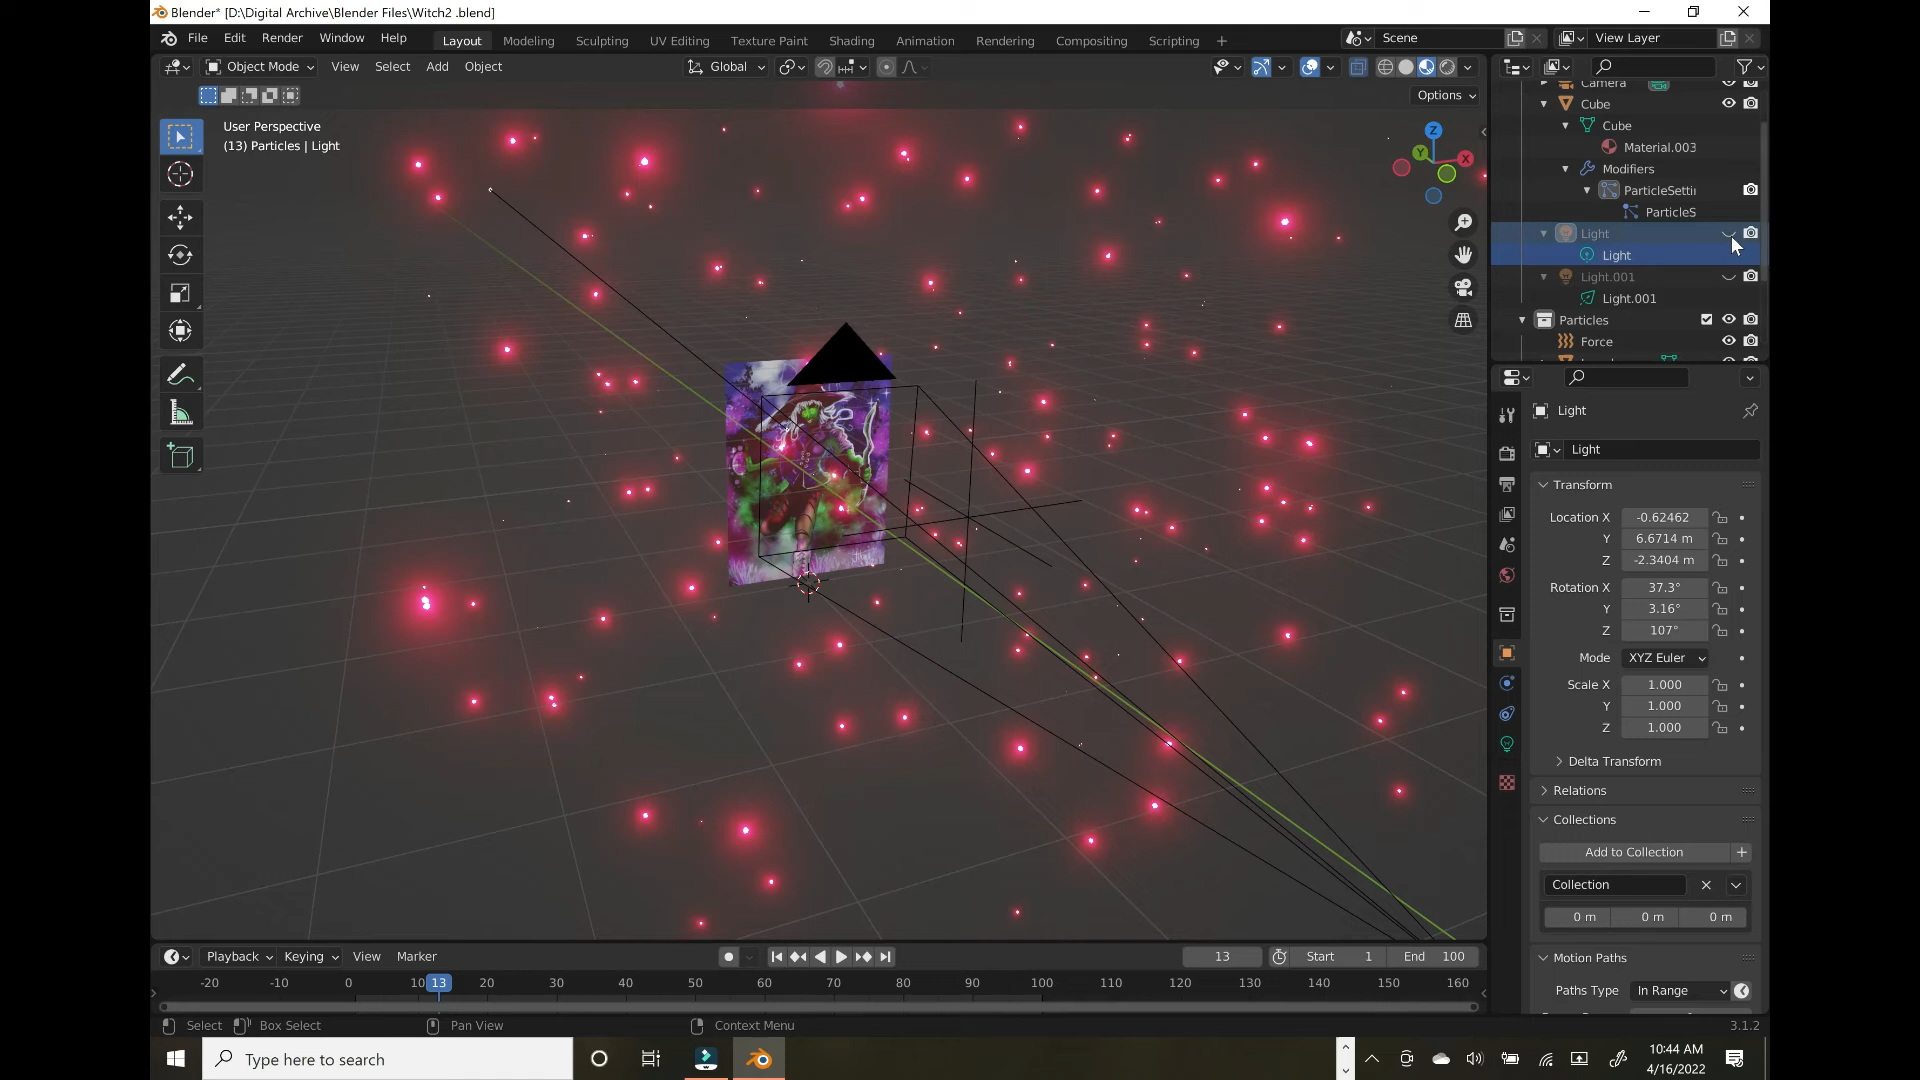 Blender* [D:\Digital Archive\Blender Files\Witch2 .blend]
File Edit Render Window Help
Layout Modeling Sculpting UV Editing Texture Paint Shading Animation Rendering Compositing Scripting +
Scene
View Layer
Object Mode View Select Add Object
Global
Options
User Perspective
(13) Particles | Light
Z
Y
X
Camera
Cube
Cube
Material.003
Modifiers
ParticleSetti
ParticleS
Light
Light
Light.001
Light.001
Particles
Force
Light
Light
Transform
Location X -0.62462
Y 6.6714 m
Z -2.3404 m
Rotation X 37.3°
Y 3.16°
Z 107°
Mode XYZ Euler
Scale X 1.000
Y 1.000
Z 1.000
Delta Transform
Relations
Collections
Add to Collection +
Collection
0 m 0 m 0 m
Motion Paths
Paths Type In Range
Playback Keying View Marker
13 Start 1 End 100
-20 -10 0 10 13 20 30 40 50 60 70 80 90 100 110 120 130 140 150 160
Select Box Select Pan View Context Menu 3.1.2
Type here to search
10:44 AM
4/16/2022